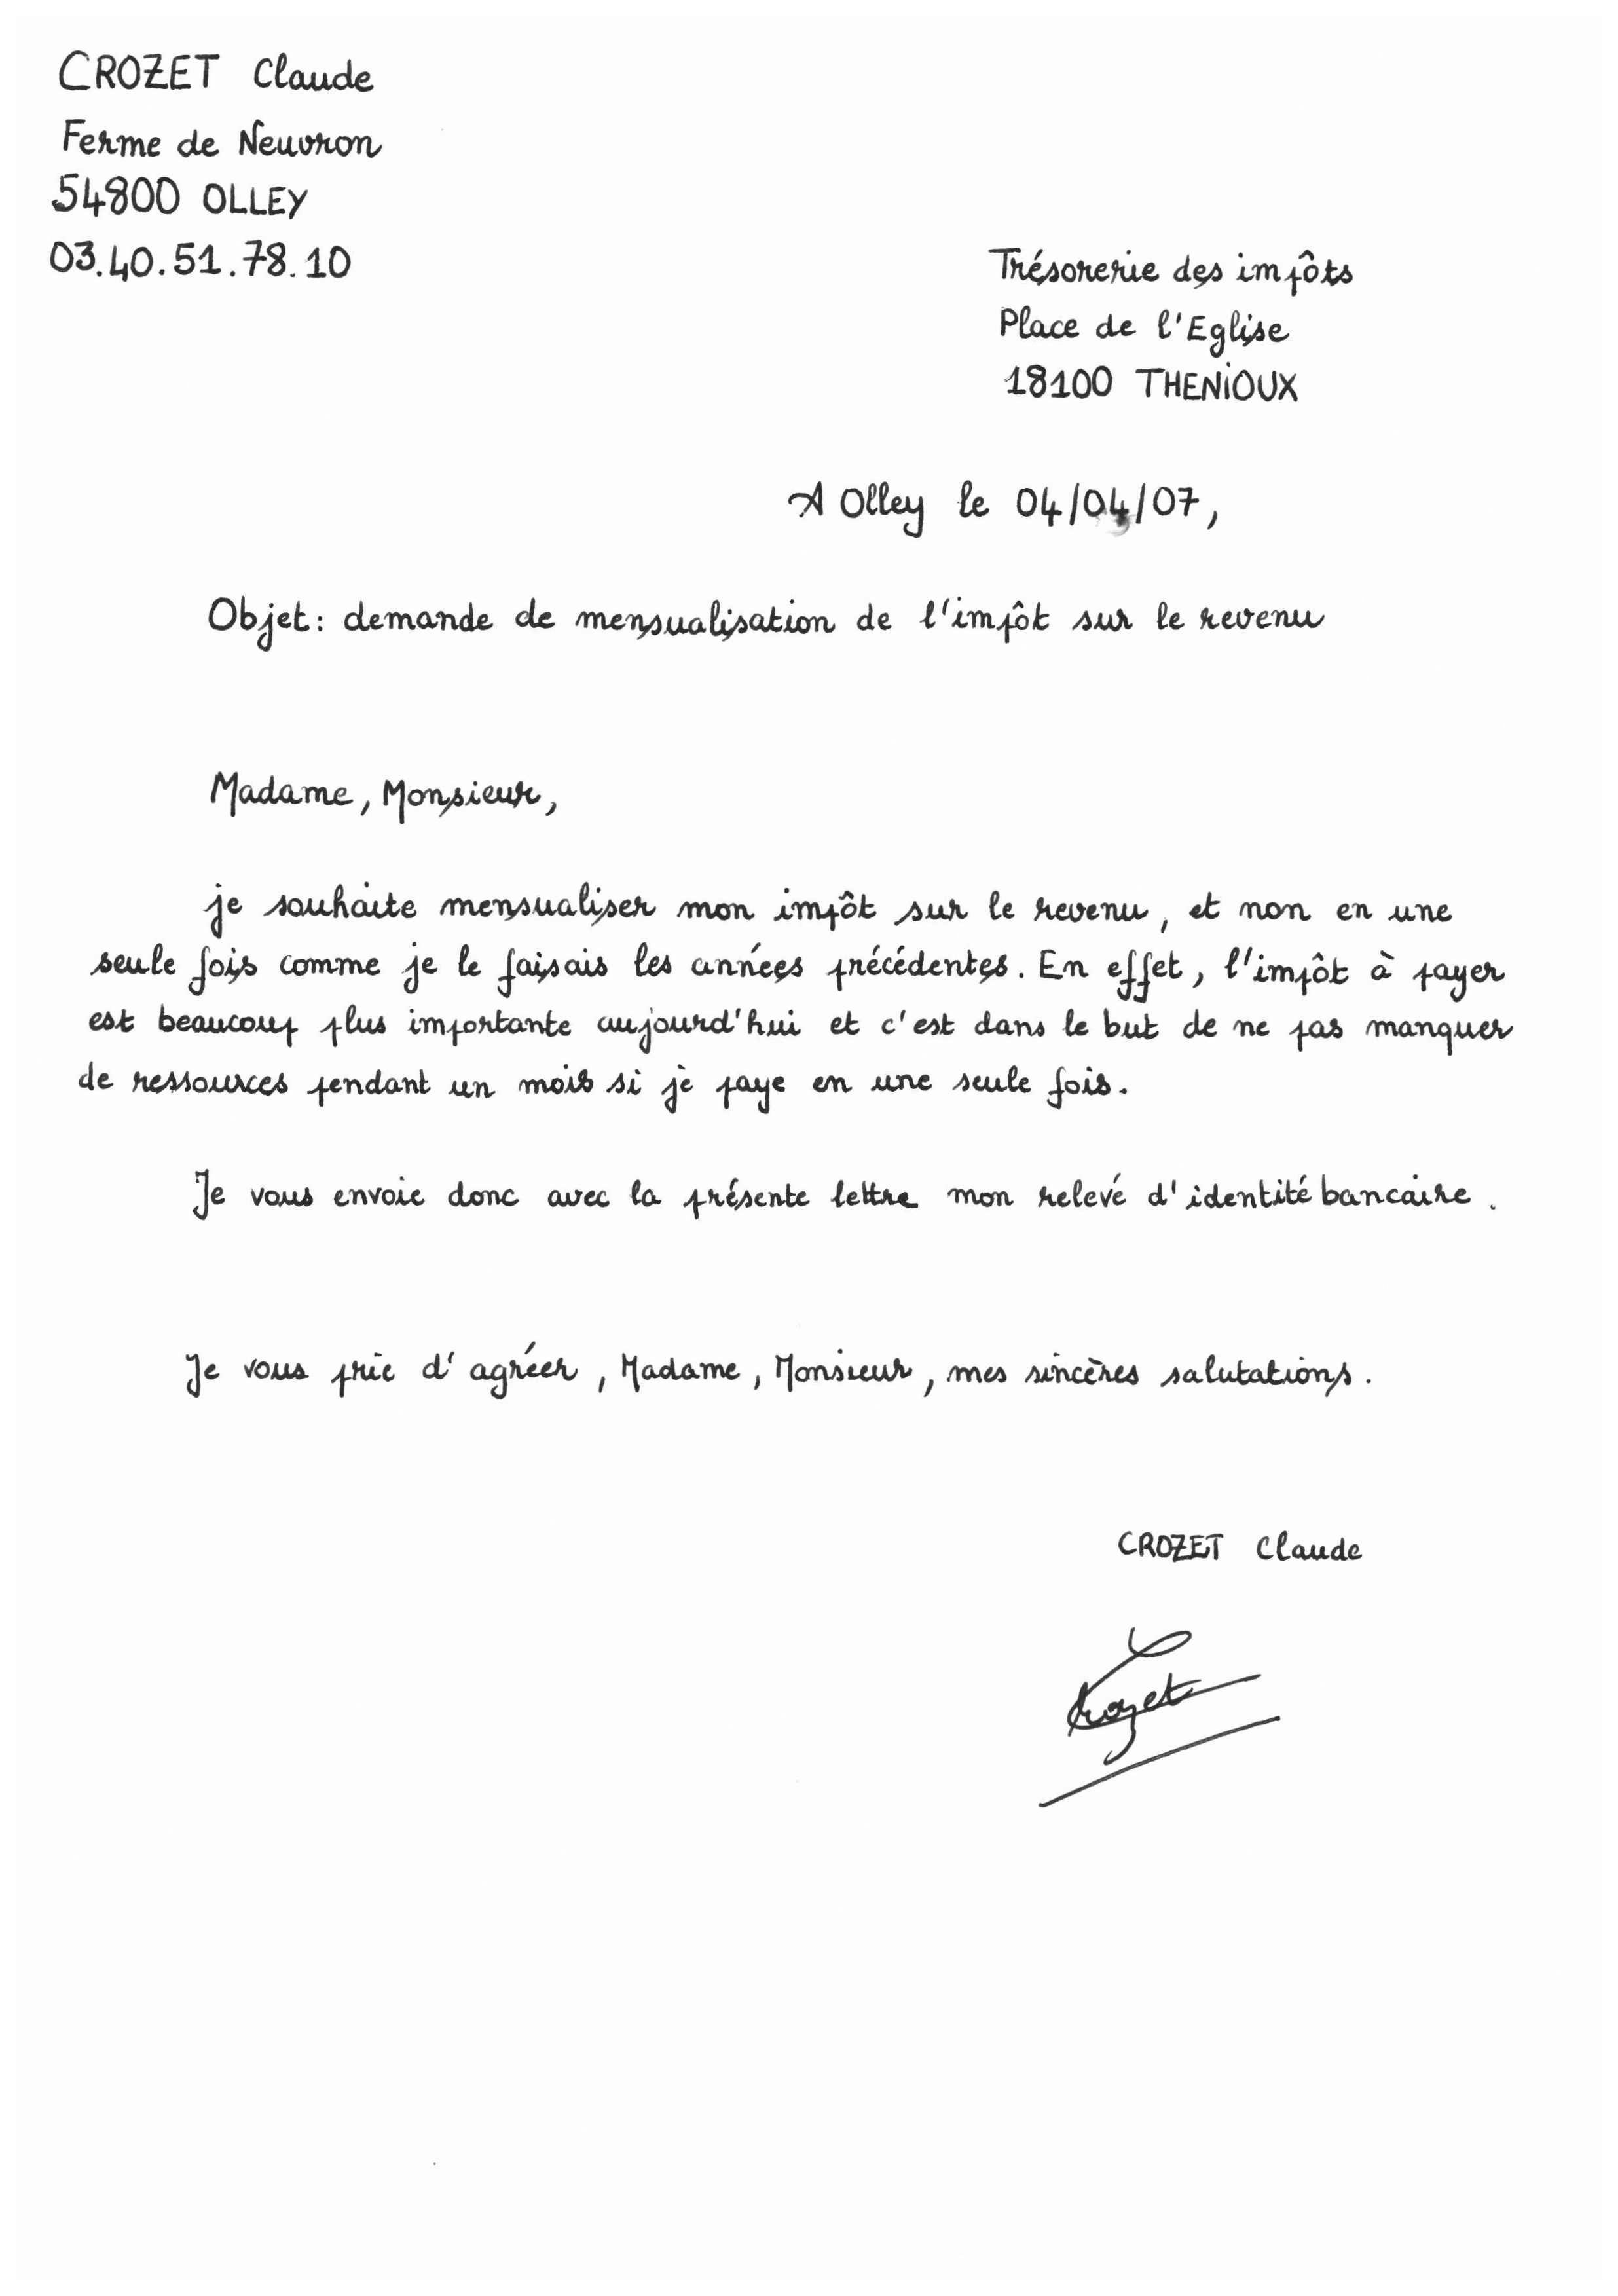 CROZET Claude
Ferme de Neuvron
54800 OLLEY
03.40.51.78.10
Trésorerie des impôts
Place de l'Eglise
18100 THENIOUX
A Olley le 04/04/07,
Objet : demande de mensualisation de l'impôt sur le revenu
Madame, Monsieur,
je souhaite mensualiser mon impôt sur le revenu, et non en une
seule fois comme je le faisais les années précédentes. En effet, l'impôt à payer
est beaucoup plus importante aujourd'hui et c'est dans le but de ne pas manquer
de ressources pendant un mois si je paye en une seule fois.
Je vous envoie donc avec la présente lettre mon relevé d'identité bancaire.
Je vous prie d'agréer, Madame, Monsieur, mes sincères salutations.
CROZET Claude
Crozet